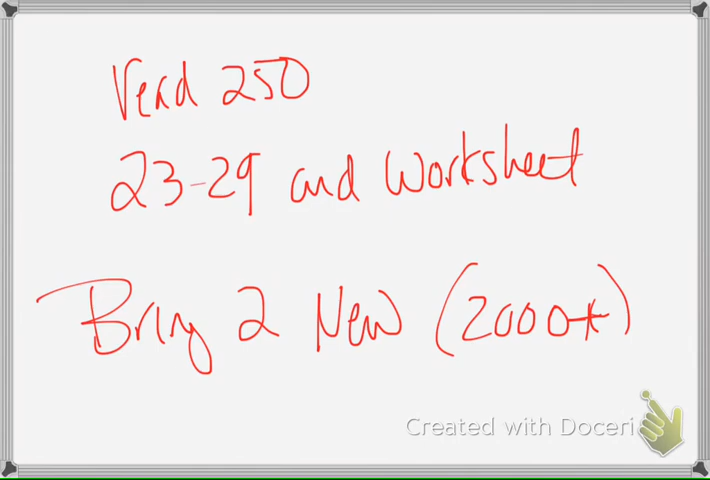 read 250
23-29 and Worksheet
Bring 2 New (2000+)
Created with Doceri